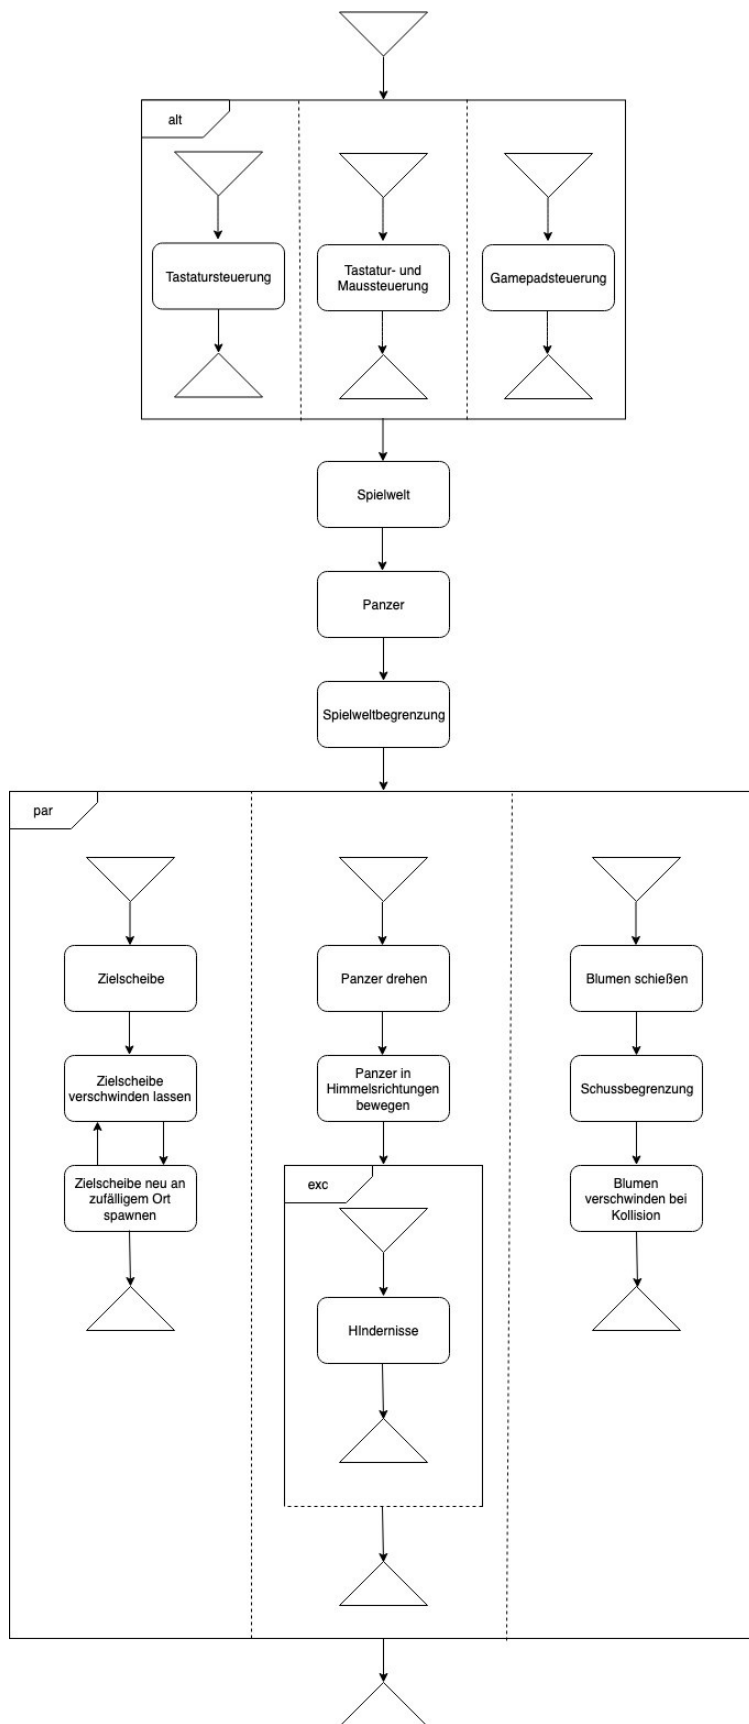 alt
Tastatursteuerung
Tastatur- und
Maussteuerung
Gamepadsteuerung
Spielwelt
Panzer
Spielweltbegrenzung
par
Zielscheibe
Zielscheibe
verschwinden lassen
Zielscheibe neu an
zufälligem Ort
spawnen
Panzer drehen
Panzer in
Himmelsrichtungen
bewegen
exc
HIndernisse
Blumen schießen
Schussbegrenzung
Blumen
verschwinden bei
Kollision